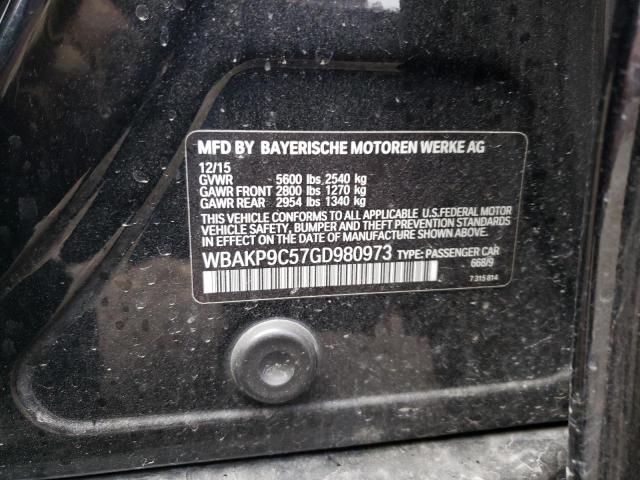 MFD BY BAYERISCHE MOTOREN WERKE AG
12/15
GVWR 5600 lbs 2540 kg
GAWR FRONT 2800 lbs 1270 kg
GAWR REAR 2954 lbs 1340 kg
THIS VEHICLE CONFORMS TO ALL APPLICABLE U.S.FEDERAL MOTOR
VEHICLE SAFETY, BUMPER AND THEFT PREVENTION STANDARDS
IN EFFECT ON THE DATE OF MANUFACTURE SHOWN ABOVE.
WBAKP9C57GD980973 TYPE: PASSENGER CAR
668/9
7 315 814